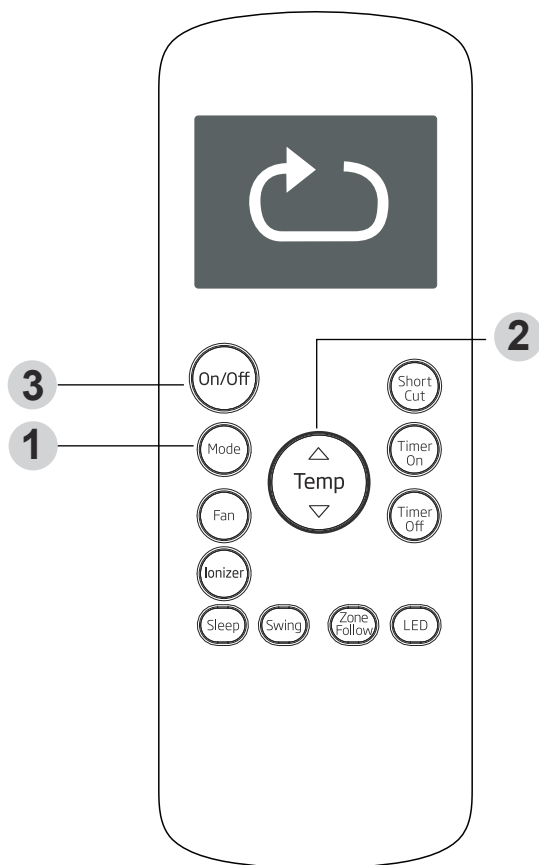 2
3
On/Off
Short
Cut
1
Mode
Temp
Timer
On
Fan
Timer
Off
Ionizer
Sleep
Swing
Zone
Follow
LED